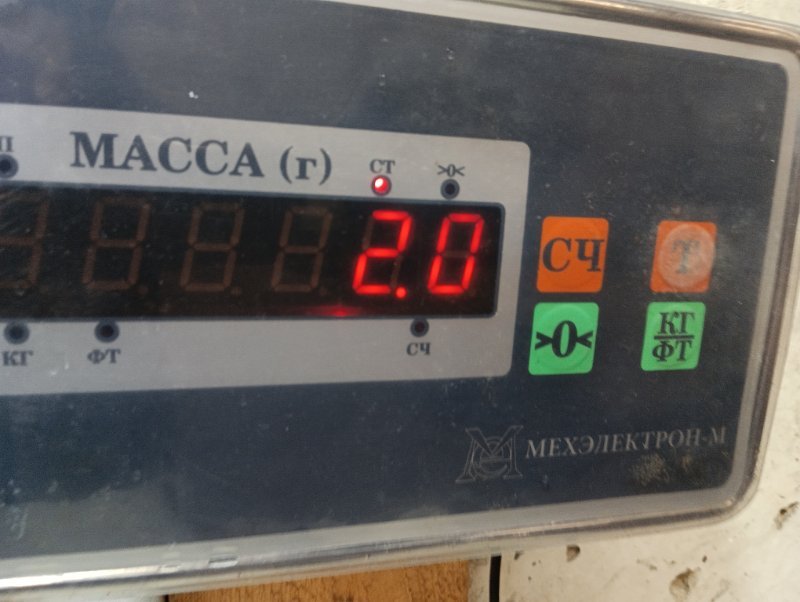 П
МАССА (г)
СТ
>0<
2.0
СЧ
Т
>0<
КГ
ФТ
КГ
ФТ
СЧ
МЕХЭЛЕКТРОН-М